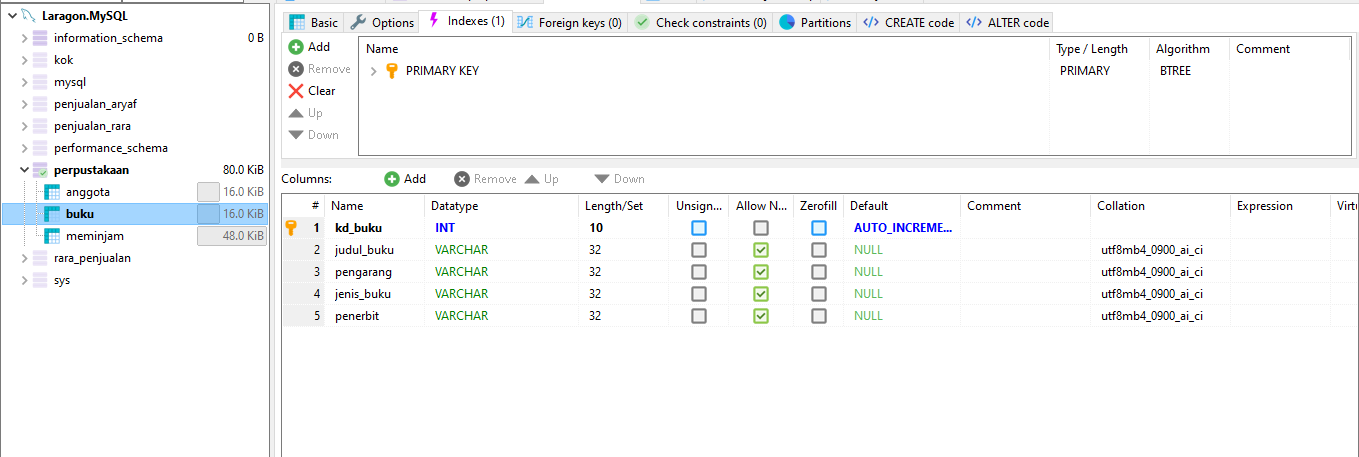 Laragon.MySQL
information_schema 0 B
kok
mysql
penjualan_aryaf
penjualan_rara
performance_schema
perpustakaan 80.0 KiB
anggota 16.0 KiB
buku 16.0 KiB
meminjam 48.0 KiB
rara_penjualan
sys
Basic Options Indexes (1) Foreign keys (0) Check constraints (0) Partitions CREATE code ALTER code
Add
Remove
Clear
Up
Down
Name Type / Length Algorithm Comment
PRIMARY KEY PRIMARY BTREE
Columns: Add Remove Up Down
# Name Datatype Length/Set Unsign... Allow N... Zerofill Default Comment Collation Expression Virtu
1 kd_buku INT 10 AUTO_INCREME...
2 judul_buku VARCHAR 32 NULL utf8mb4_0900_ai_ci
3 pengarang VARCHAR 32 NULL utf8mb4_0900_ai_ci
4 jenis_buku VARCHAR 32 NULL utf8mb4_0900_ai_ci
5 penerbit VARCHAR 32 NULL utf8mb4_0900_ai_ci